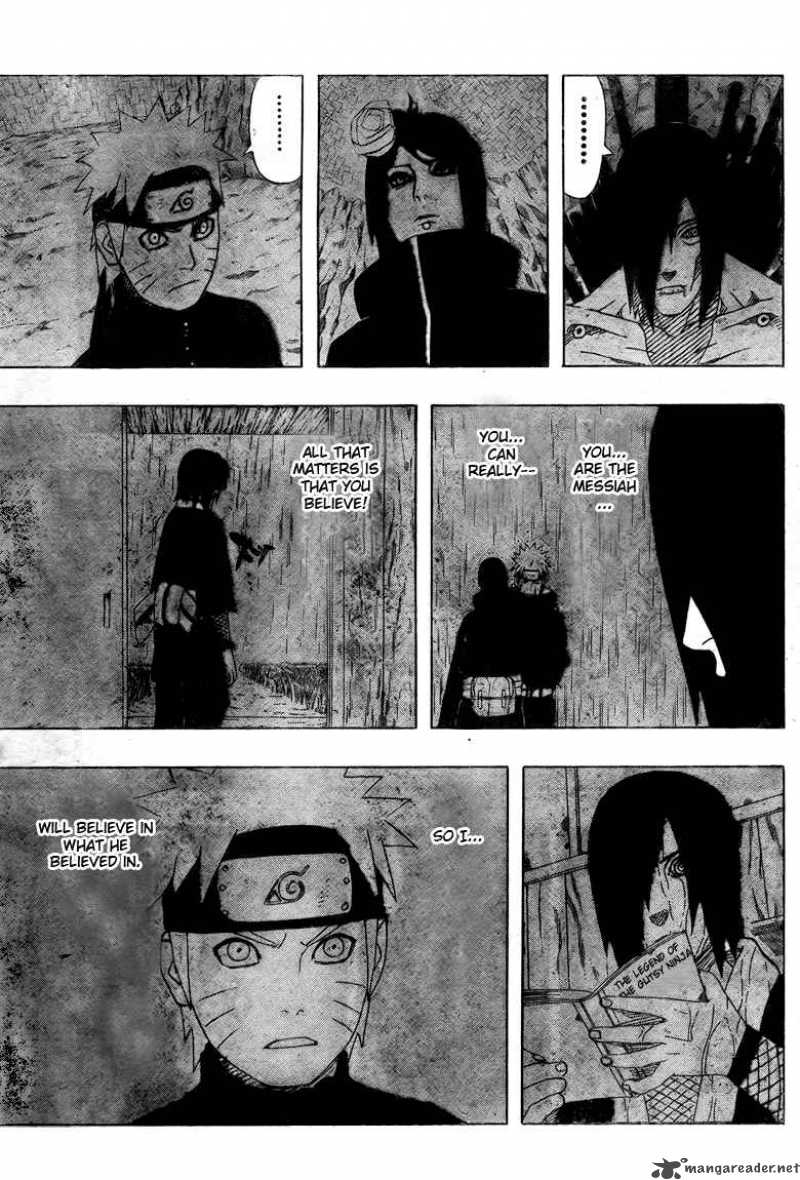 .........
.........
YOU...
ARE THE
MESSIAH
...
YOU...
CAN
REALLY--
ALL THAT
MATTERS IS
THAT YOU
BELIEVE!
THE LEGEND OF
THE GUTSY NINJA
SO I...
WILL BELIEVE IN
WHAT HE
BELIEVED IN.
mangareader.net